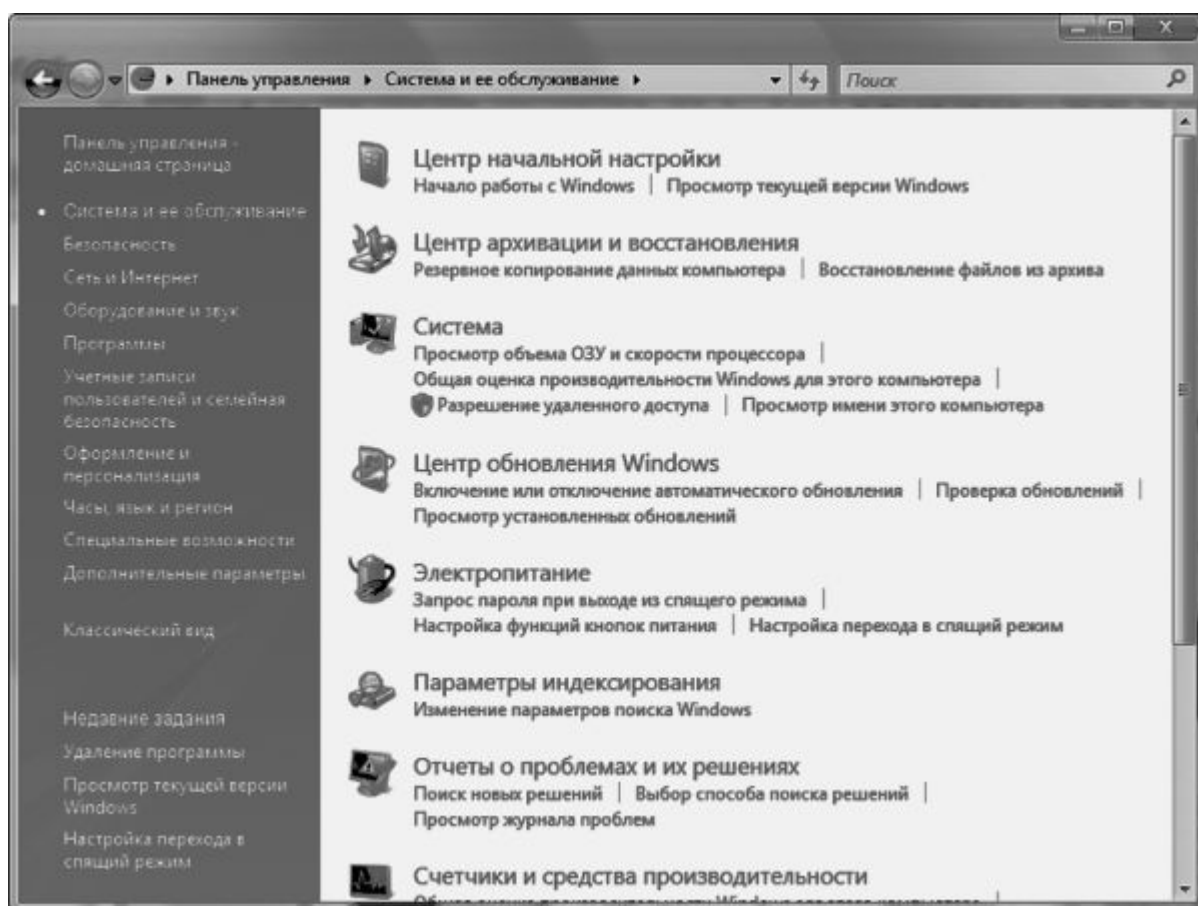 Панель управления ▸ Система и ее обслуживание ▸
Поиск
Панель управления -
домашняя страница
Система и ее обслуживание
Безопасность
Сеть и Интернет
Оборудование и звук
Программы
Учетные записи
пользователей и семейная
безопасность
Оформление и
персонализация
Часы, язык и регион
Специальные возможности
Дополнительные параметры
Классический вид
Недавние задания
Удаление программы
Просмотр текущей версии
Windows
Настройка перехода в
спящий режим
Центр начальной настройки
Начало работы с Windows | Просмотр текущей версии Windows
Центр архивации и восстановления
Резервное копирование данных компьютера | Восстановление файлов из архива
Система
Просмотр объема ОЗУ и скорости процессора |
Общая оценка производительности Windows для этого компьютера |
Разрешение удаленного доступа | Просмотр имени этого компьютера
Центр обновления Windows
Включение или отключение автоматического обновления | Проверка обновлений |
Просмотр установленных обновлений
Электропитание
Запрос пароля при выходе из спящего режима |
Настройка функций кнопок питания | Настройка перехода в спящий режим
Параметры индексирования
Изменение параметров поиска Windows
Отчеты о проблемах и их решениях
Поиск новых решений | Выбор способа поиска решений |
Просмотр журнала проблем
Счетчики и средства производительности
Общая оценка производительности Windows для этого компьютера |